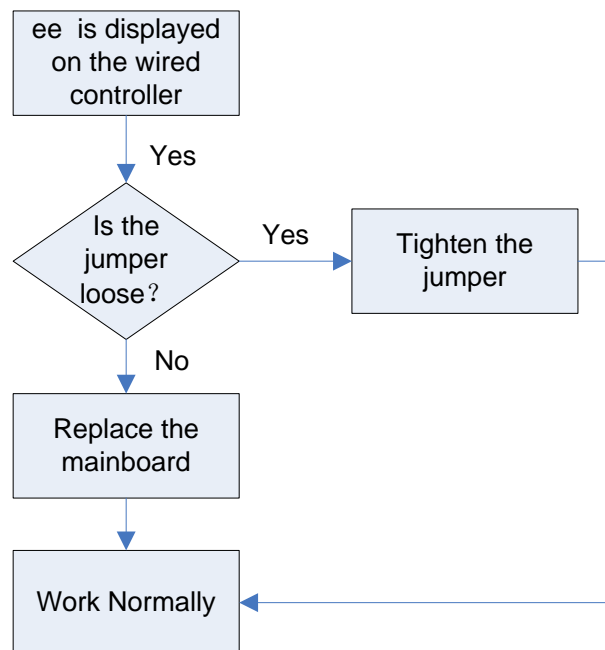 ee is displayed
on the wired
controller
Yes
Is the
jumper
loose？
Yes
Tighten the
jumper
No
Replace the
mainboard
Work Normally